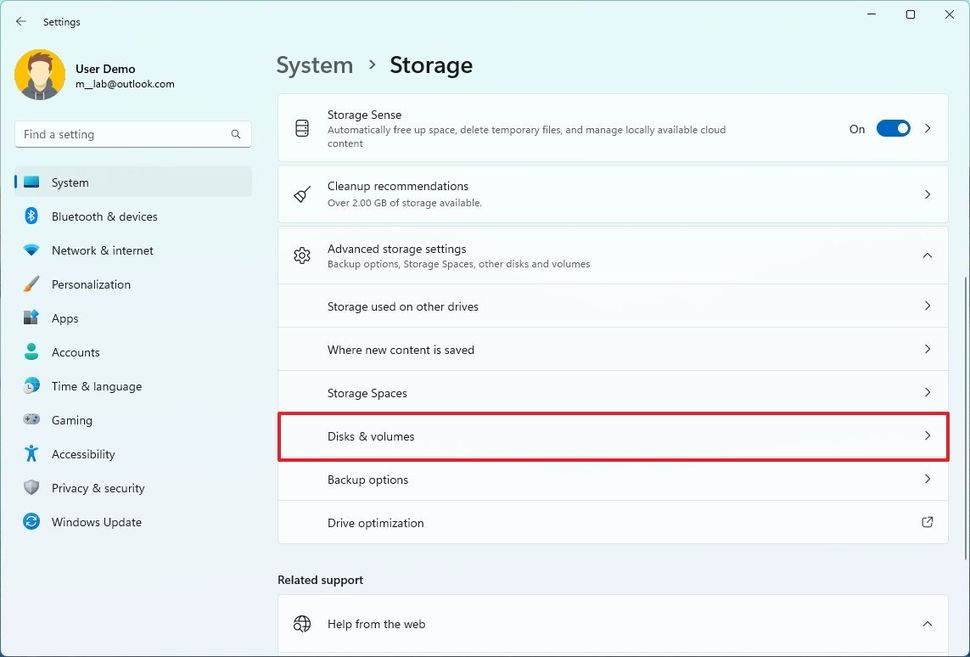 Settings
User Demo
m__lab@outlook.com
Find a setting
System
Bluetooth & devices
Network & internet
Personalization
Apps
Accounts
Time & language
Gaming
Accessibility
Privacy & security
Windows Update
System > Storage
Storage Sense
Automatically free up space, delete temporary files, and manage locally available cloud
content
On
Cleanup recommendations
Over 2.00 GB of storage available.
Advanced storage settings
Backup options, Storage Spaces, other disks and volumes
Storage used on other drives
Where new content is saved
Storage Spaces
Disks & volumes
Backup options
Drive optimization
Related support
Help from the web